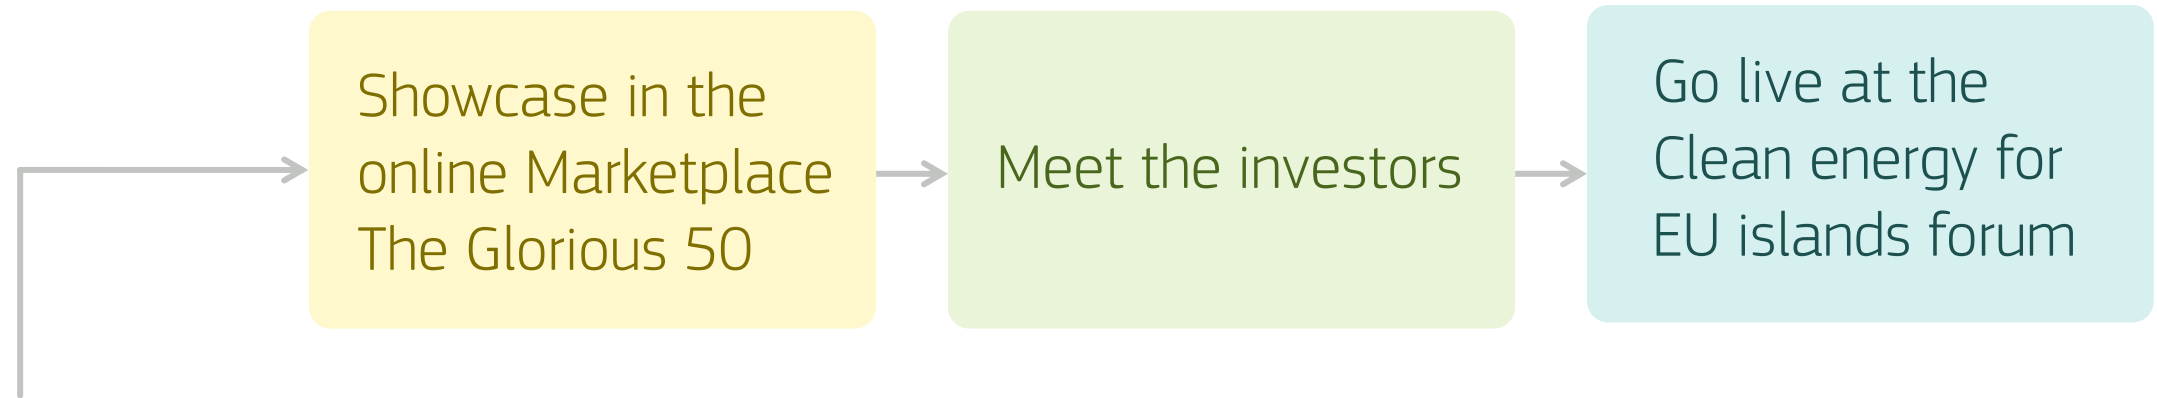 Showcase in the
online Marketplace
The Glorious 50
Meet the investors
Go live at the
Clean energy for
EU islands forum